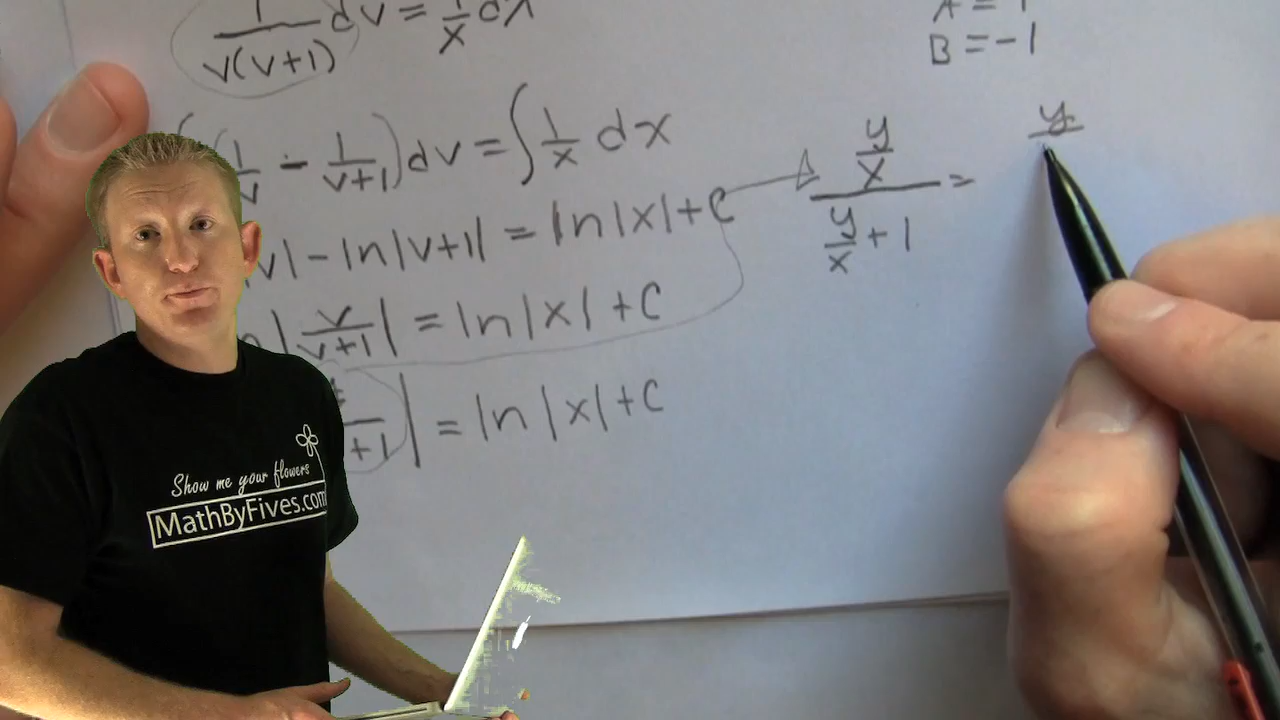 1/(v(v+1)) dv = 1/x dx
B = -1
(1/v - 1/(v+1)) dv = ∫ 1/x dx
v| - ln|v+1| = ln|x| + C
| v/(v+1) | = ln|x| + C
+1 | = ln|x| + C
(y/x)/(y/x + 1) =
y
Show me your flowers
MathByFives.com